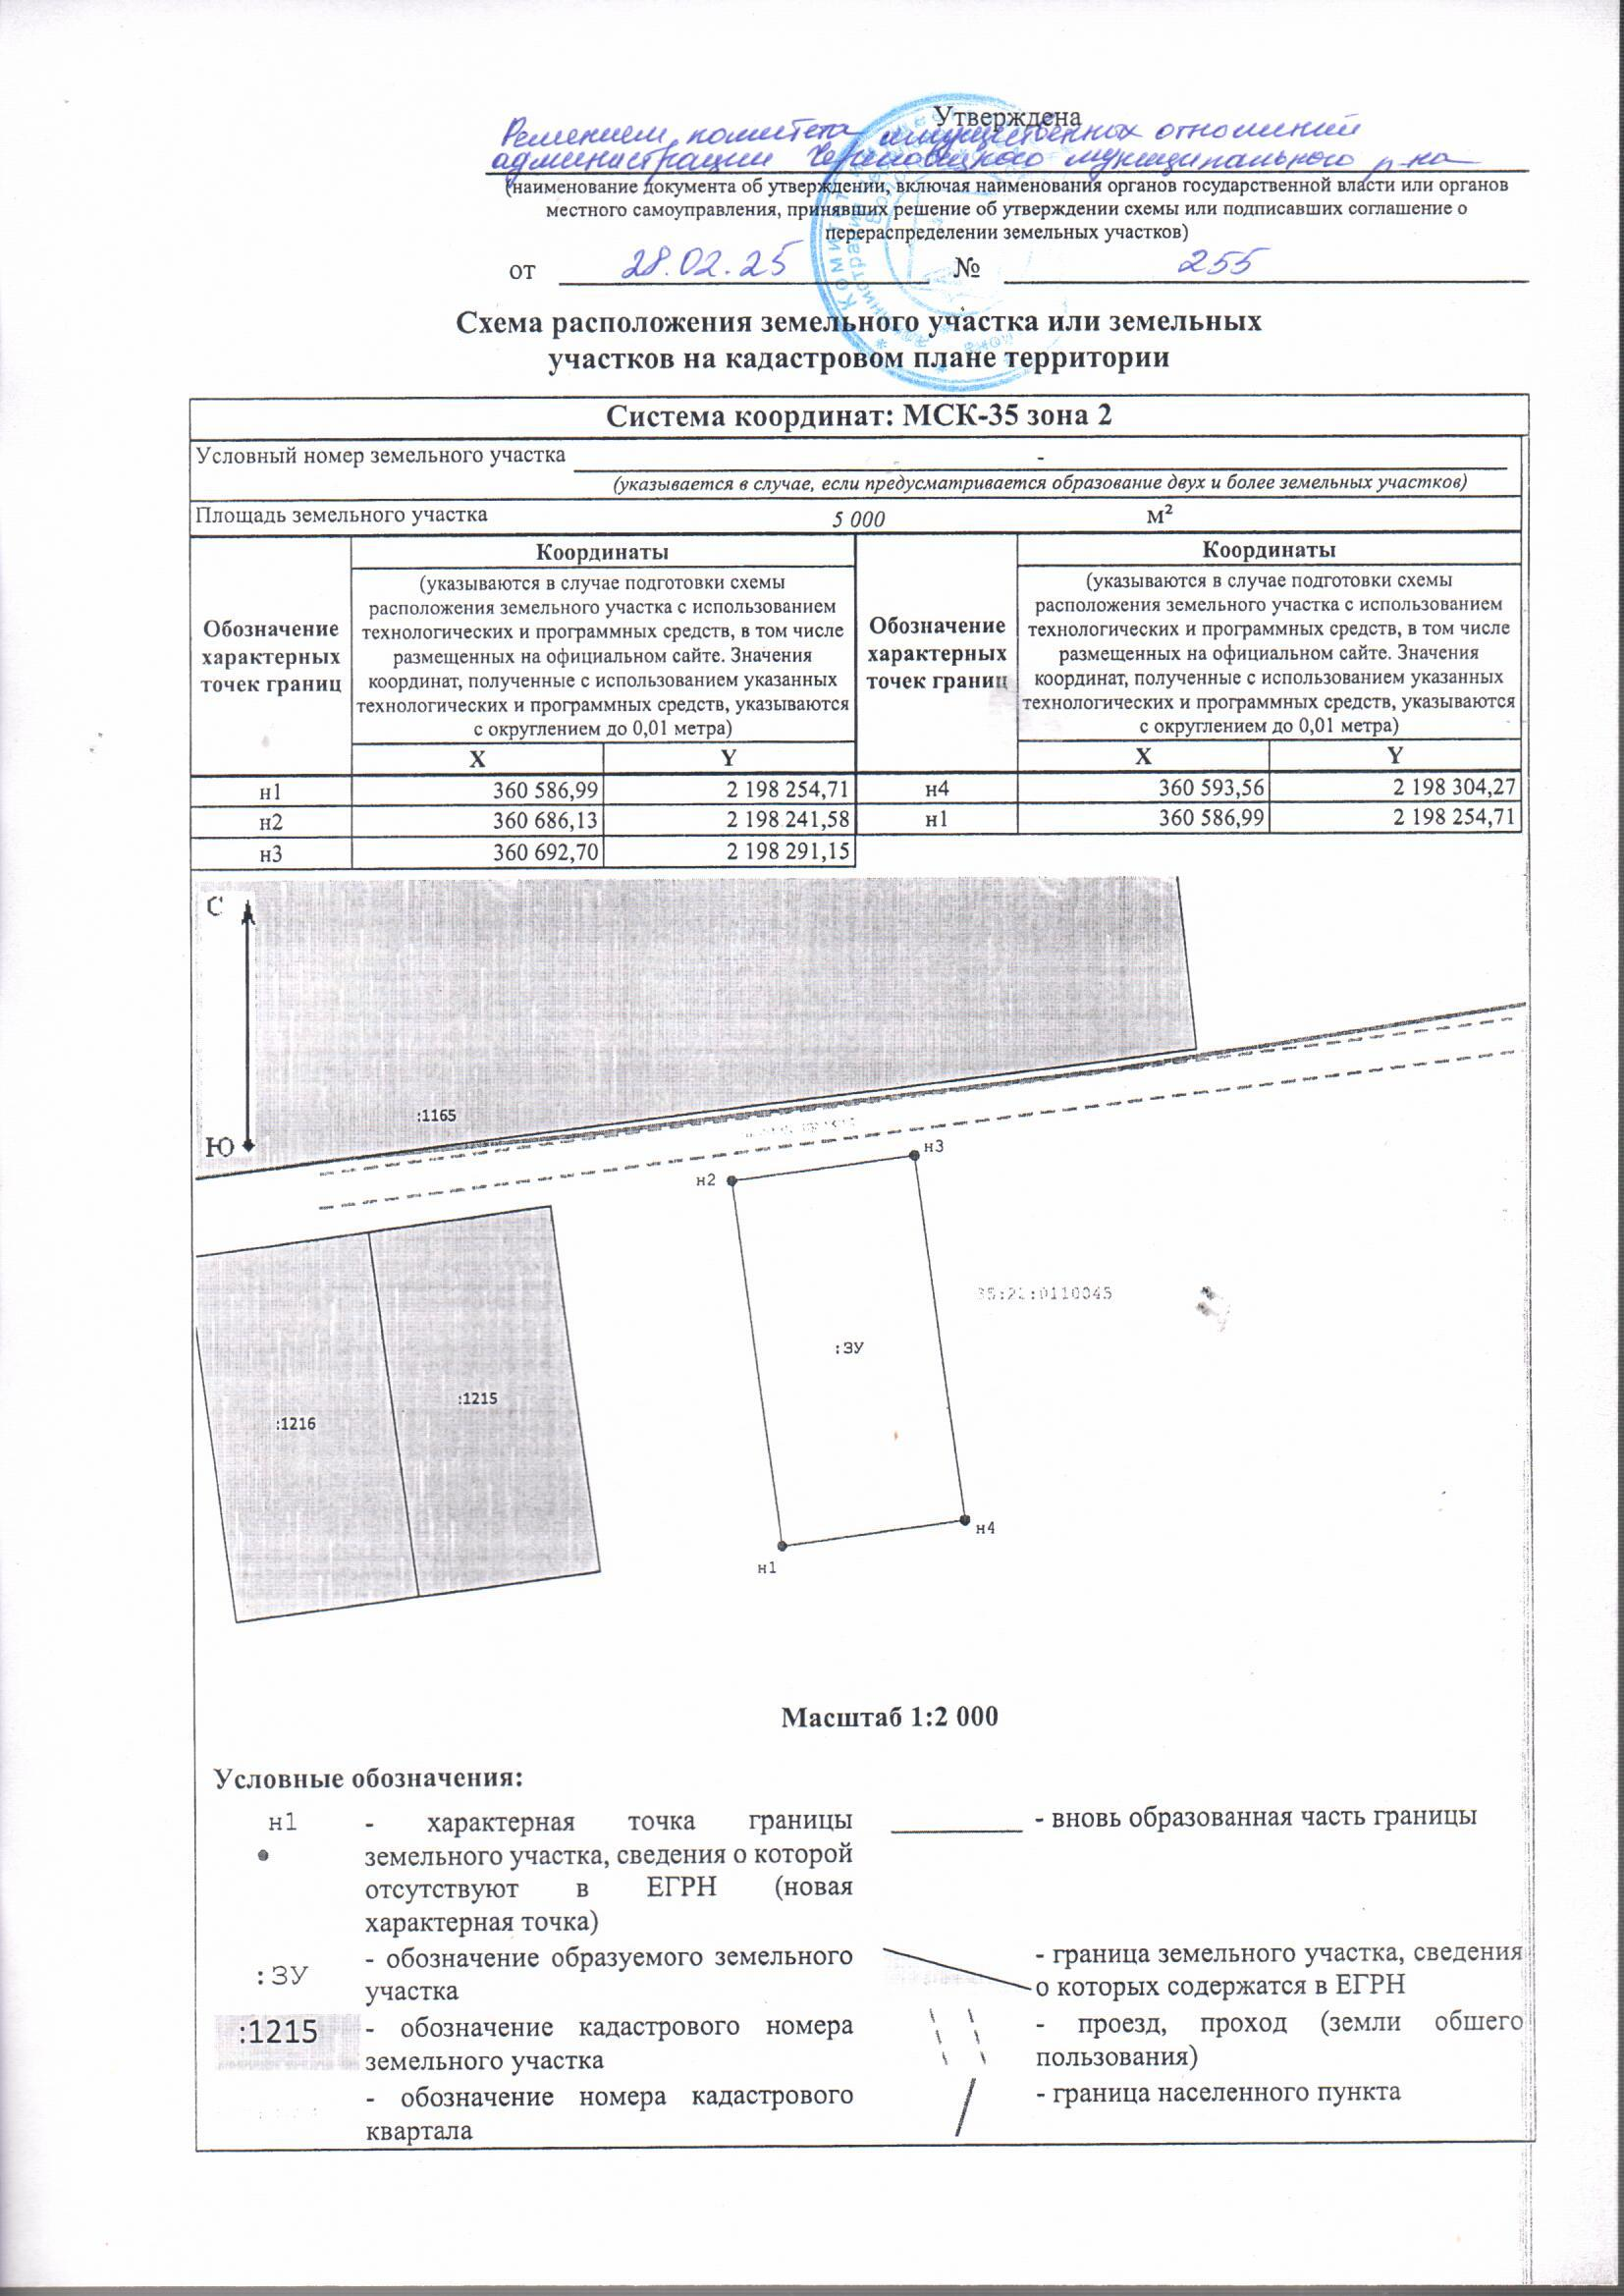 Утверждена
Решением комитета имущественных отношений
администрации Череповецкого муниципального р-на
(наименование документа об утверждении, включая наименования органов государственной власти или органов
местного самоуправления, принявших решение об утверждении схемы или подписавших соглашение о
перераспределении земельных участков)
от 28.02.25 № 255
Схема расположения земельного участка или земельных
участков на кадастровом плане территории
Система координат: МСК-35 зона 2
Условный номер земельного участка -
(указывается в случае, если предусматривается образование двух и более земельных участков)
Площадь земельного участка 5 000 м²
Обозначение
характерных
точек границ
Координаты
(указываются в случае подготовки схемы
расположения земельного участка с использованием
технологических и программных средств, в том числе
размещенных на официальном сайте. Значения
координат, полученные с использованием указанных
технологических и программных средств, указываются
с округлением до 0,01 метра)
X Y
Обозначение
характерных
точек границ
Координаты
(указываются в случае подготовки схемы
расположения земельного участка с использованием
технологических и программных средств, в том числе
размещенных на официальном сайте. Значения
координат, полученные с использованием указанных
технологических и программных средств, указываются
с округлением до 0,01 метра)
X Y
н1 360 586,99 2 198 254,71 н4 360 593,56 2 198 304,27
н2 360 686,13 2 198 241,58 н1 360 586,99 2 198 254,71
н3 360 692,70 2 198 291,15
С
:1165
Ю
н3
н2
35:22:0110045
:ЗУ
:1215
:1216
н4
н1
Масштаб 1:2 000
Условные обозначения:
н1 - характерная точка границы
земельного участка, сведения о которой
отсутствуют в ЕГРН (новая
характерная точка)
- вновь образованная часть границы
:ЗУ - обозначение образуемого земельного
участка
- граница земельного участка, сведения
о которых содержатся в ЕГРН
:1215 - обозначение кадастрового номера
земельного участка
- проезд, проход (земли обшего
пользования)
- обозначение номера кадастрового
квартала
- граница населенного пункта